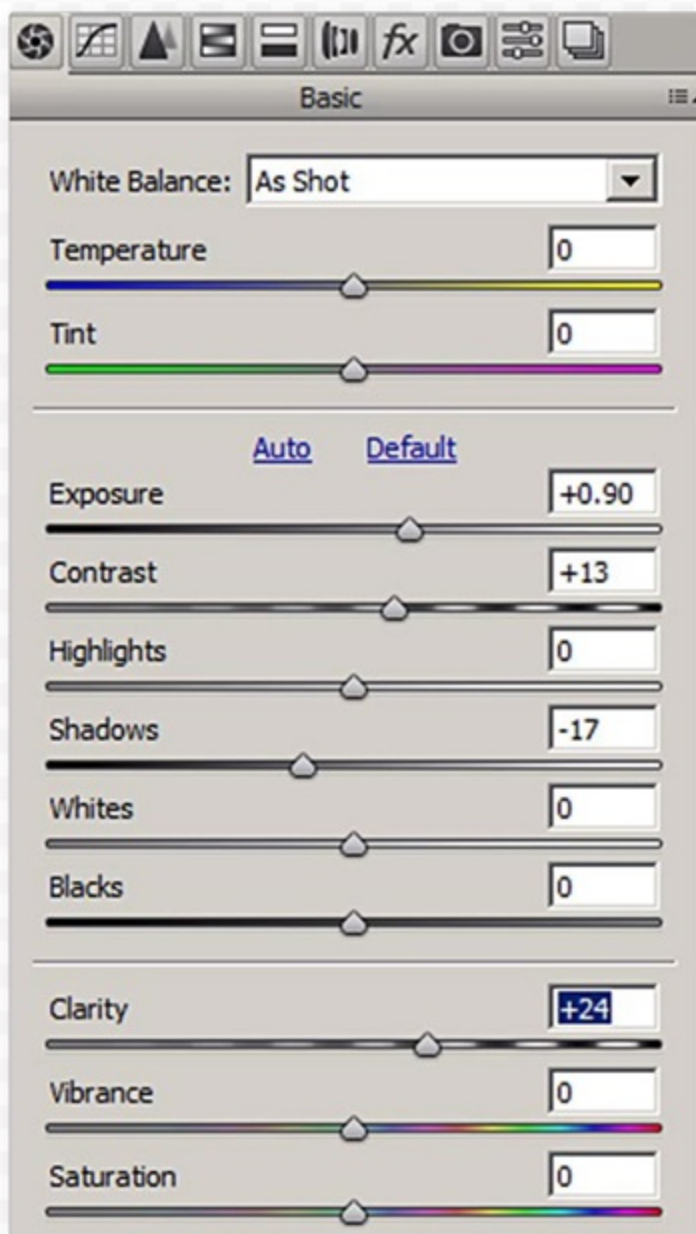 fx
Basic
White Balance: As Shot
Temperature 0
Tint 0
Auto Default
Exposure +0.90
Contrast +13
Highlights 0
Shadows -17
Whites 0
Blacks 0
Clarity +24
Vibrance 0
Saturation 0